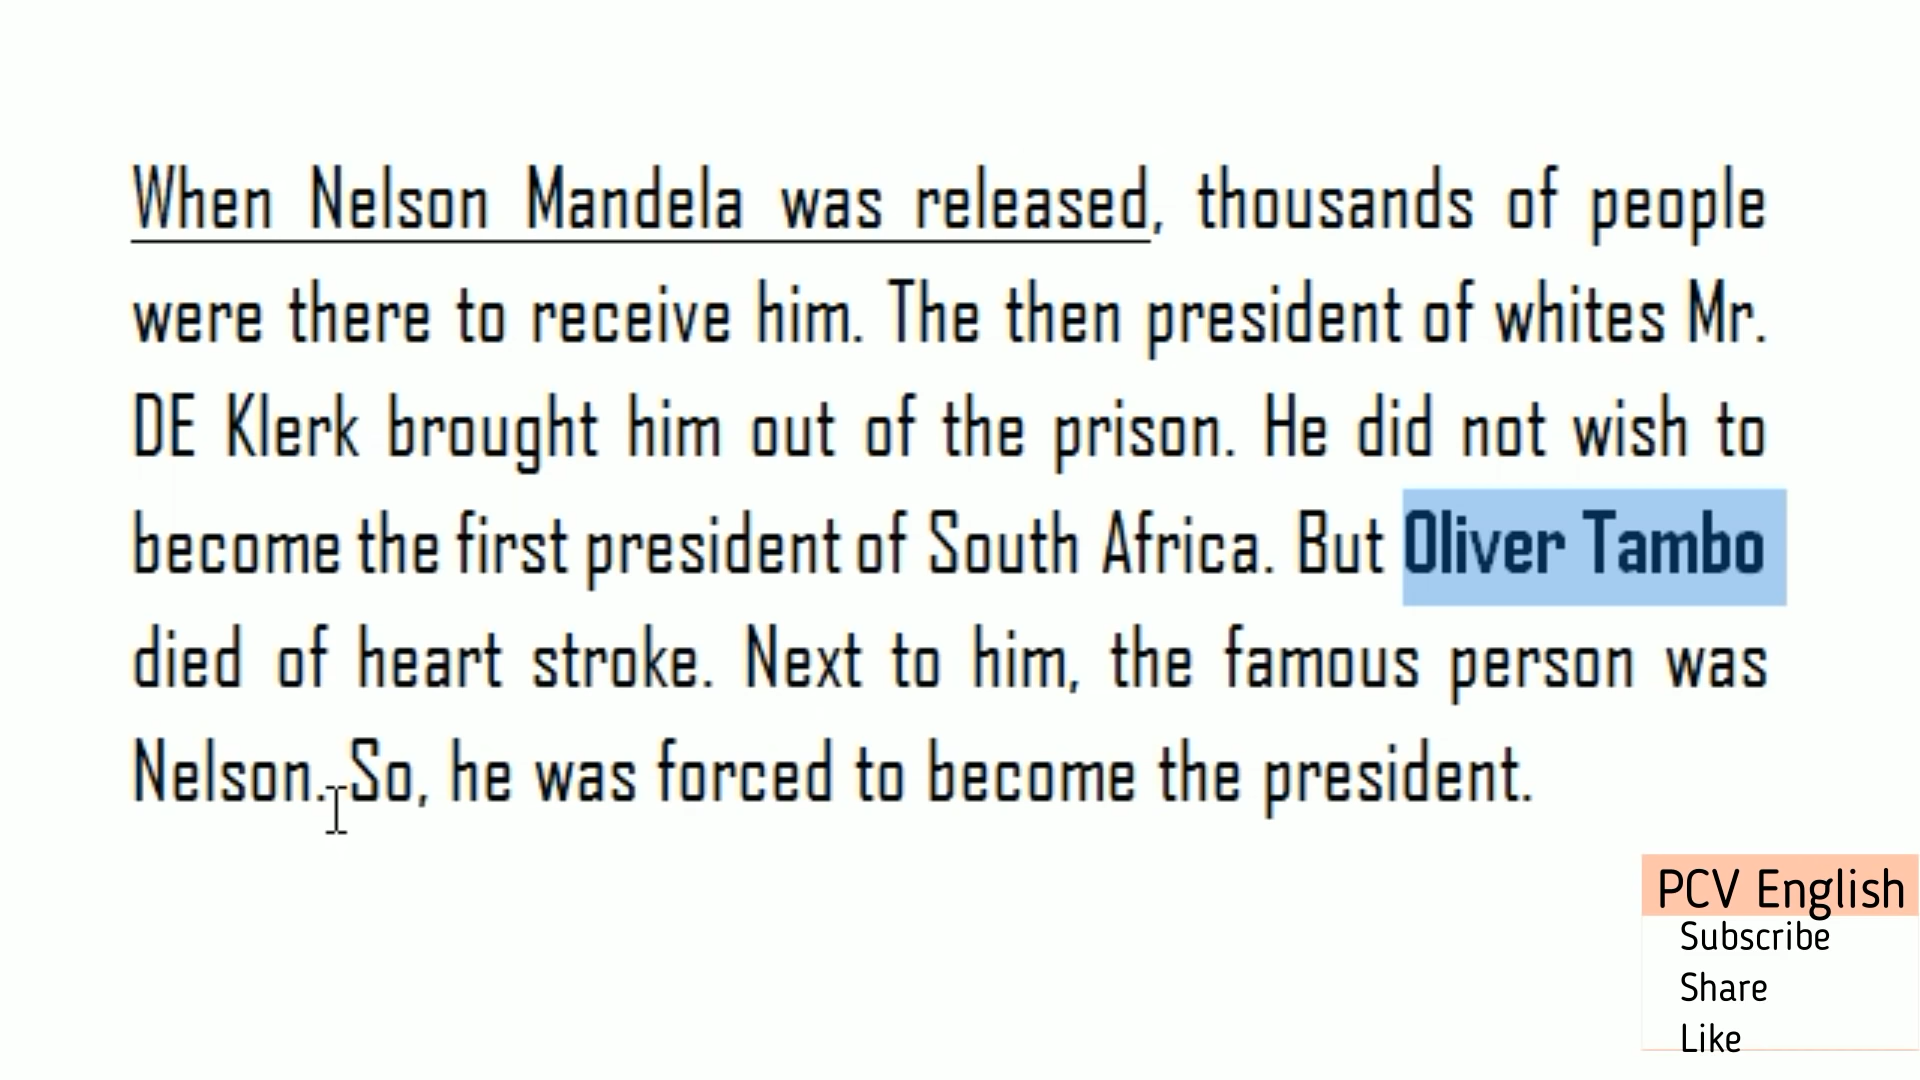 When Nelson Mandela was released, thousands of people
were there to receive him. The then president of whites Mr.
DE Klerk brought him out of the prison. He did not wish to
become the first president of South Africa. But Oliver Tambo
died of heart stroke. Next to him, the famous person was
Nelson. So, he was forced to become the president.
PCV English
Subscribe
Share
Like